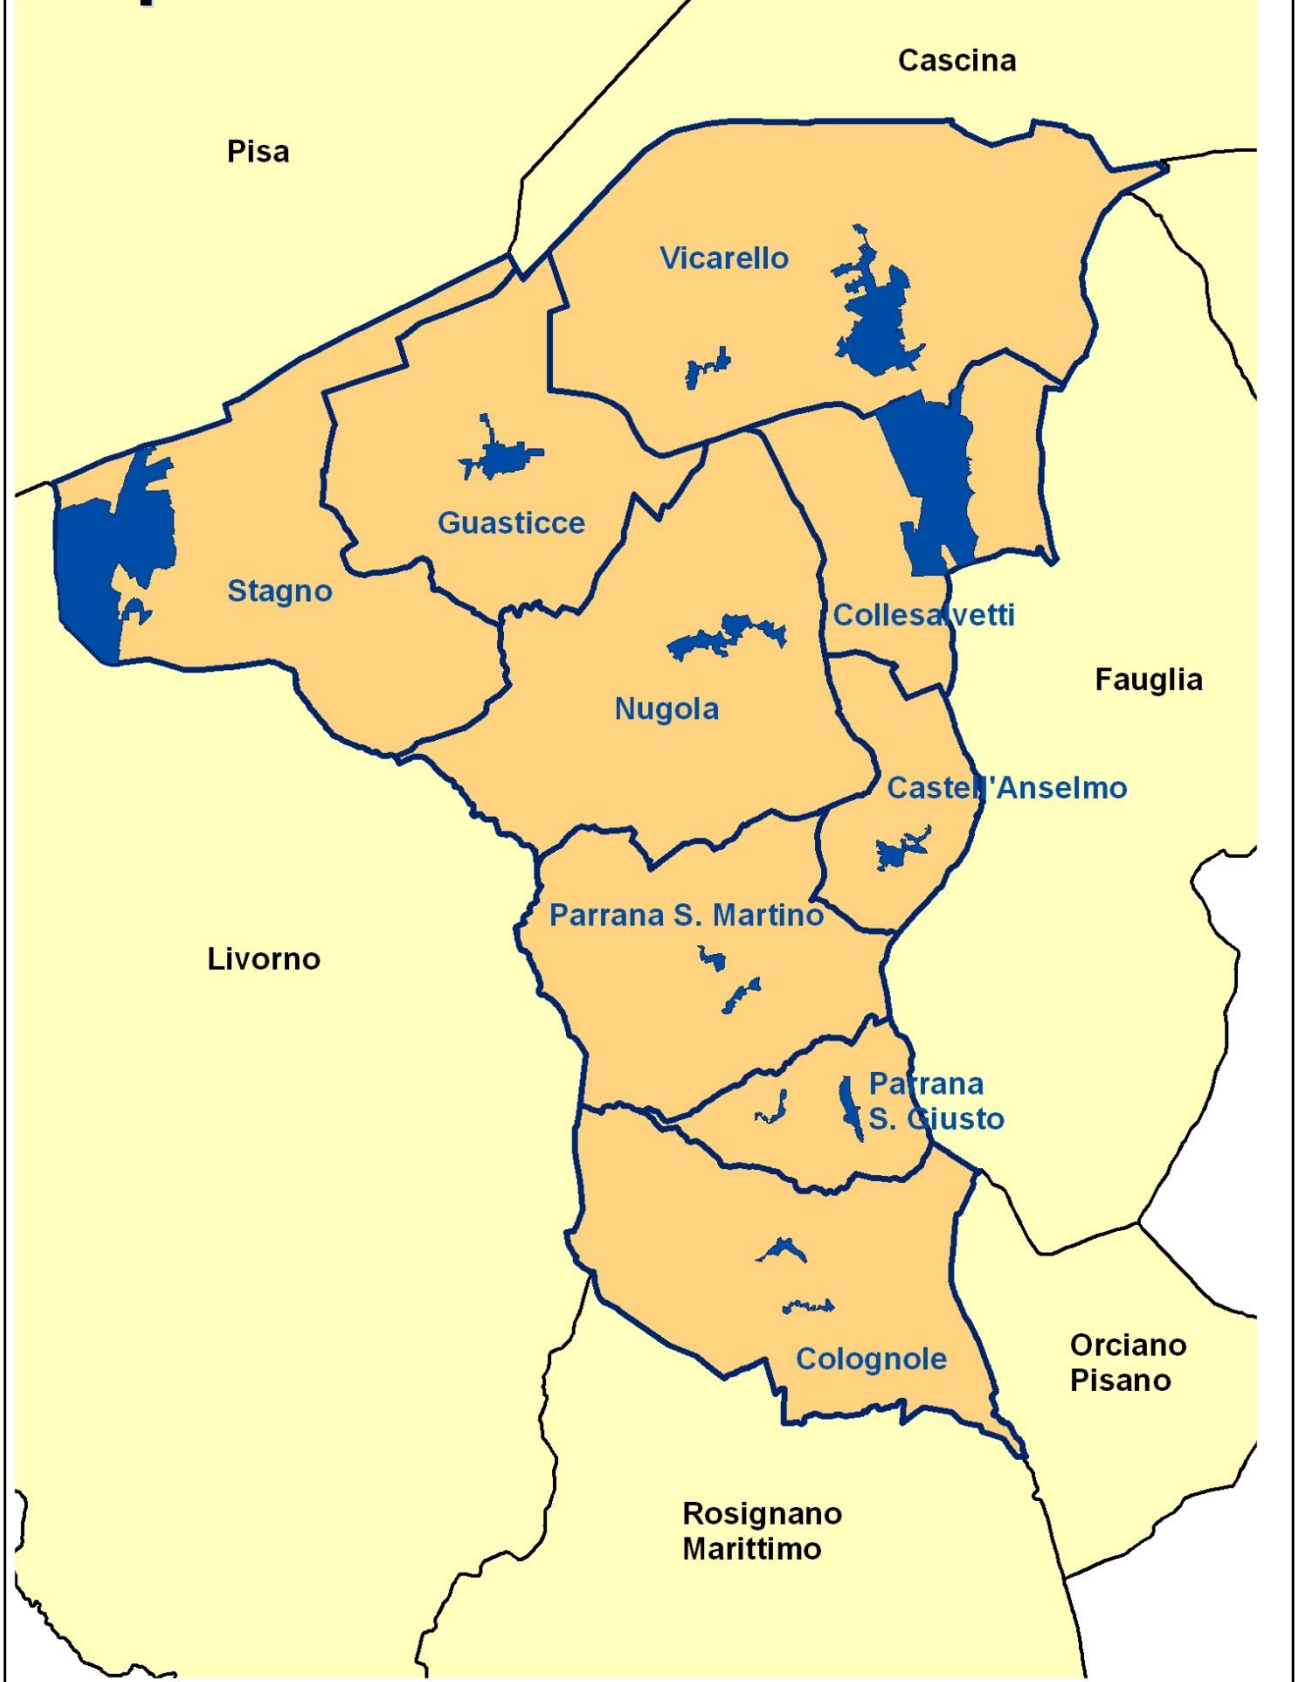 Cascina
Pisa
Vicarello
Guasticce
Stagno
Collesalvetti
Fauglia
Nugola
Castell'Anselmo
Parrana S. Martino
Livorno
Parrana
S. Giusto
Orciano
Pisano
Colognole
Rosignano
Marittimo